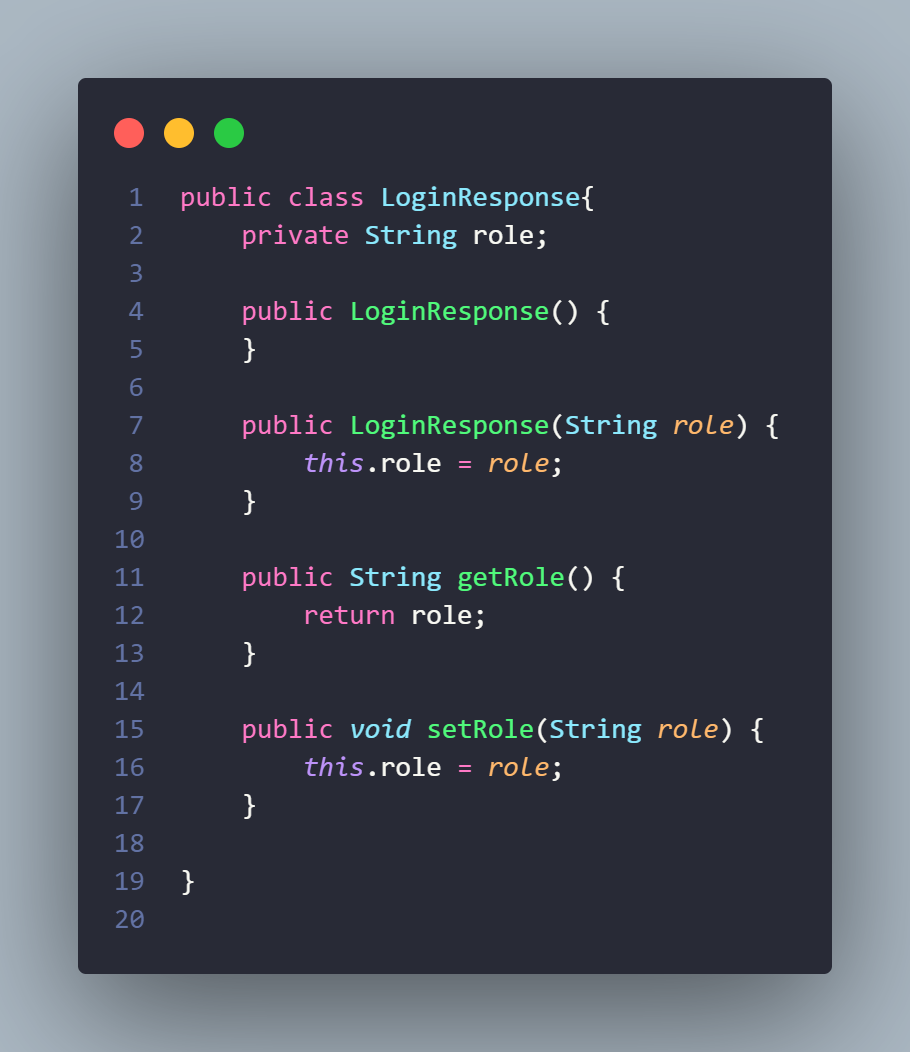 1 public class LoginResponse{
2     private String role;
3
4     public LoginResponse() {
5     }
6
7     public LoginResponse(String role) {
8         this.role = role;
9     }
10
11     public String getRole() {
12         return role;
13     }
14
15     public void setRole(String role) {
16         this.role = role;
17     }
18
19 }
20